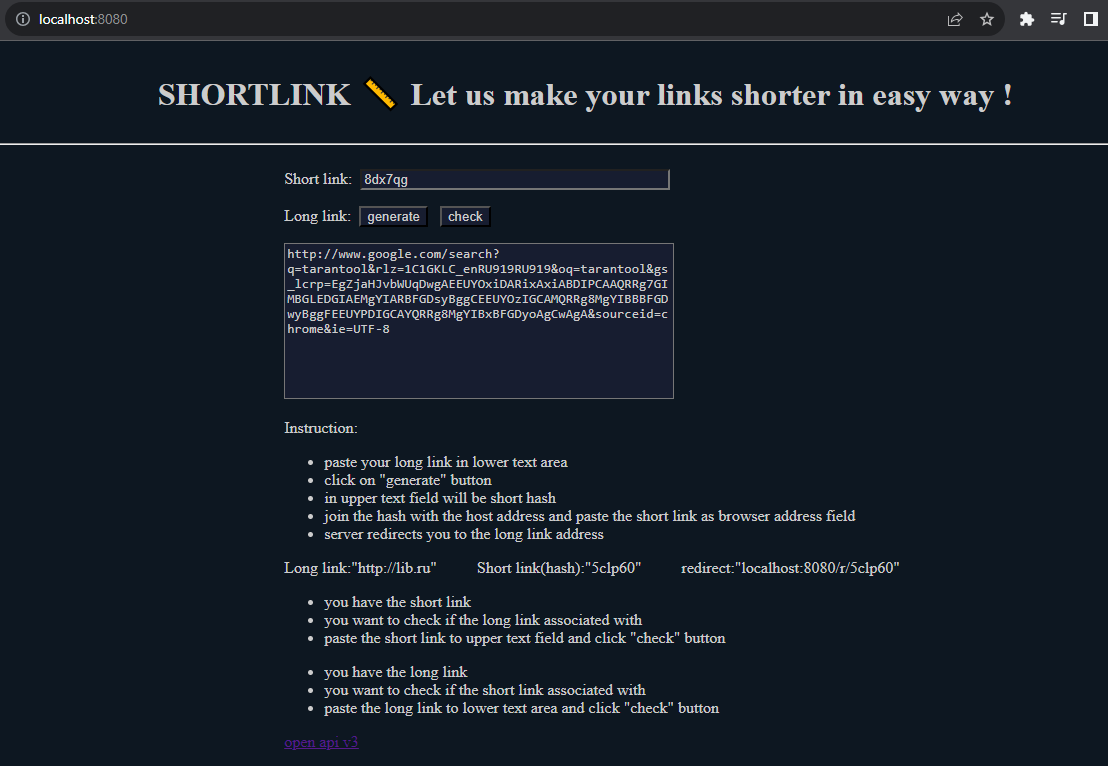 localhost:8080
SHORTLINK 📏 Let us make your links shorter in easy way !
Short link: 8dx7qg
Long link: generate check
http://www.google.com/search?
q=tarantool&rlz=1C1GKLC_enRU919RU919&oq=tarantool&gs
_lcrp=EgZjaHJvbWUqDwgAEEUYOxiDARixAxiABDIPCAAQRRg7GI
MBGLEDGIAEMgYIARBFGDsyBggCEEUYOzIGCAMQRRg8MgYIBBBFGD
wyBggFEEUYPDIGCAYQRRg8MgYIBxBFGDyoAgCwAgA&sourceid=c
hrome&ie=UTF-8
Instruction:
• paste your long link in lower text area
• click on "generate" button
• in upper text field will be short hash
• join the hash with the host address and paste the short link as browser address field
• server redirects you to the long link address
Long link:"http://lib.ru" Short link(hash):"5clp60" redirect:"localhost:8080/r/5clp60"
• you have the short link
• you want to check if the long link associated with
• paste the short link to upper text field and click "check" button
• you have the long link
• you want to check if the short link associated with
• paste the long link to lower text area and click "check" button
open api v3